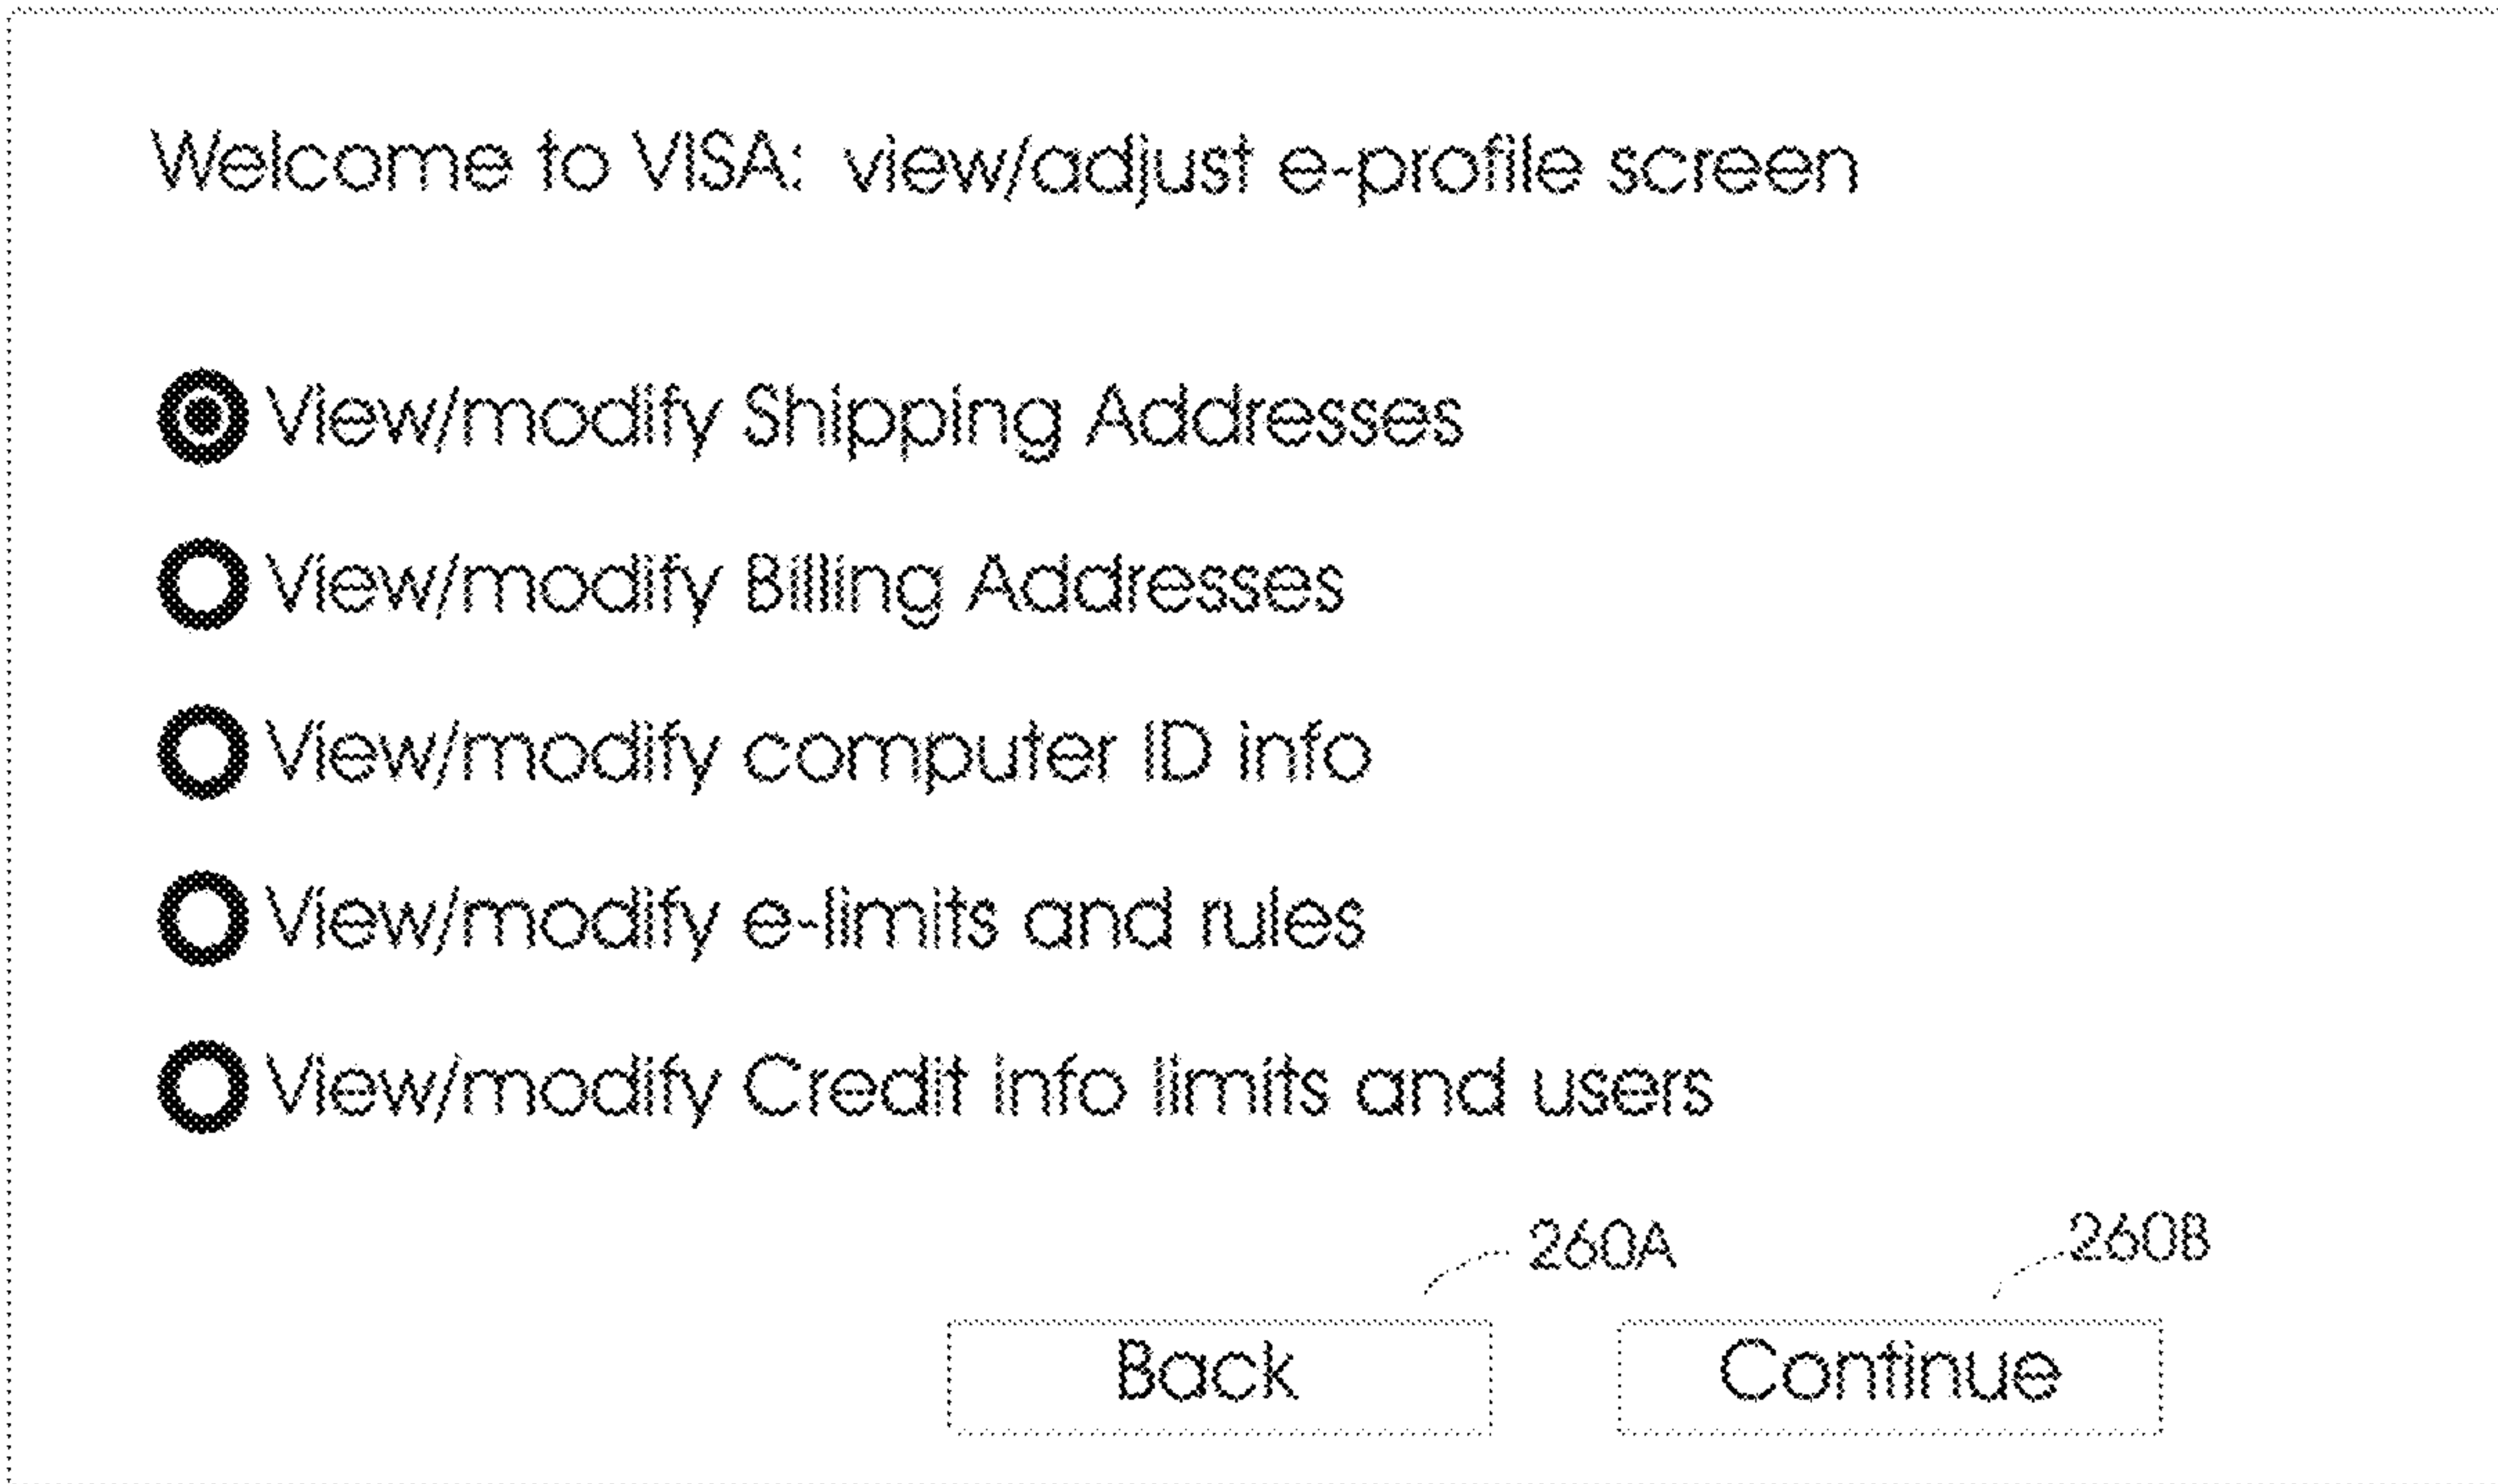 Welcome to VISA: view/adjust e-profile screen
View/modify Shipping Addresses
View/modify Billing Addresses
View/modify computer ID info
View/modify e-limits and rules
View/modify Credit info limits and users
260A 260B
Back Continue